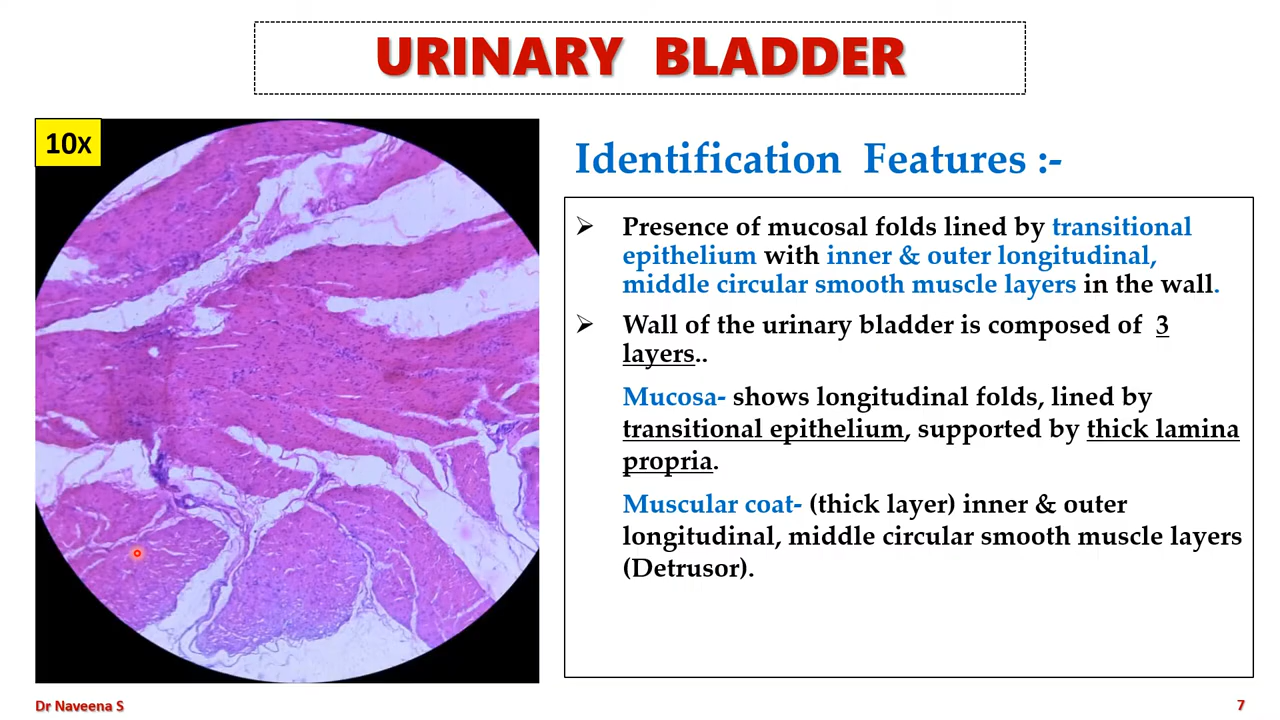 URINARY BLADDER
10x
Identification Features :-
➢ Presence of mucosal folds lined by transitional
epithelium with inner & outer longitudinal,
middle circular smooth muscle layers in the wall.
➢ Wall of the urinary bladder is composed of 3
layers..
Mucosa- shows longitudinal folds, lined by
transitional epithelium, supported by thick lamina
propria.
Muscular coat- (thick layer) inner & outer
longitudinal, middle circular smooth muscle layers
(Detrusor).
Dr Naveena S
7